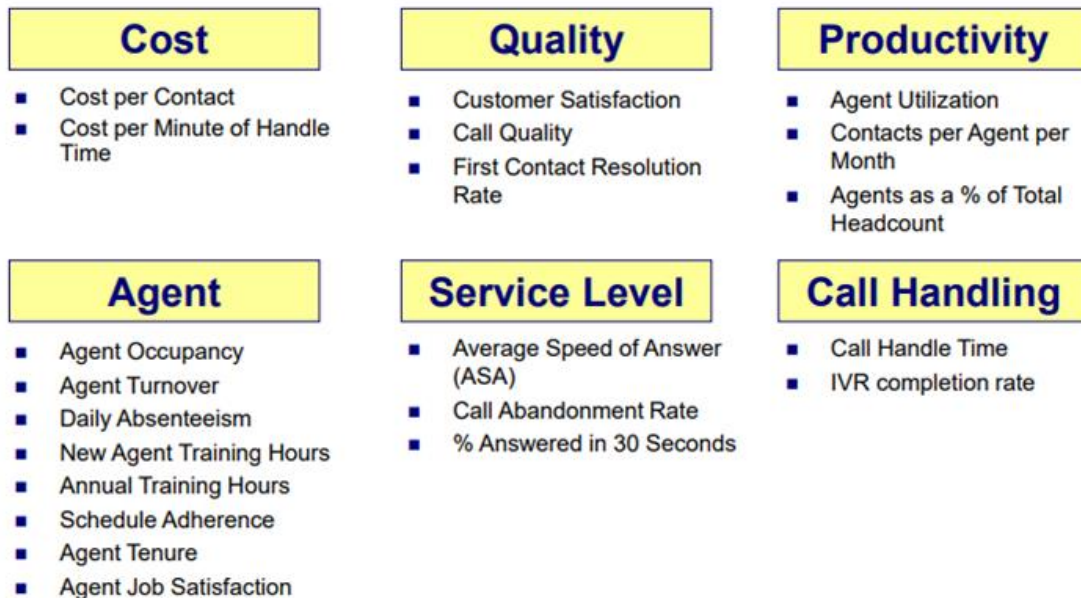 Cost
Cost per Contact
Cost per Minute of Handle
Time
Quality
Customer Satisfaction
Call Quality
First Contact Resolution
Rate
Productivity
Agent Utilization
Contacts per Agent per
Month
Agents as a % of Total
Headcount
Agent
Agent Occupancy
Agent Turnover
Daily Absenteeism
New Agent Training Hours
Annual Training Hours
Schedule Adherence
Agent Tenure
Agent Job Satisfaction
Service Level
Average Speed of Answer
(ASA)
Call Abandonment Rate
% Answered in 30 Seconds
Call Handling
Call Handle Time
IVR completion rate